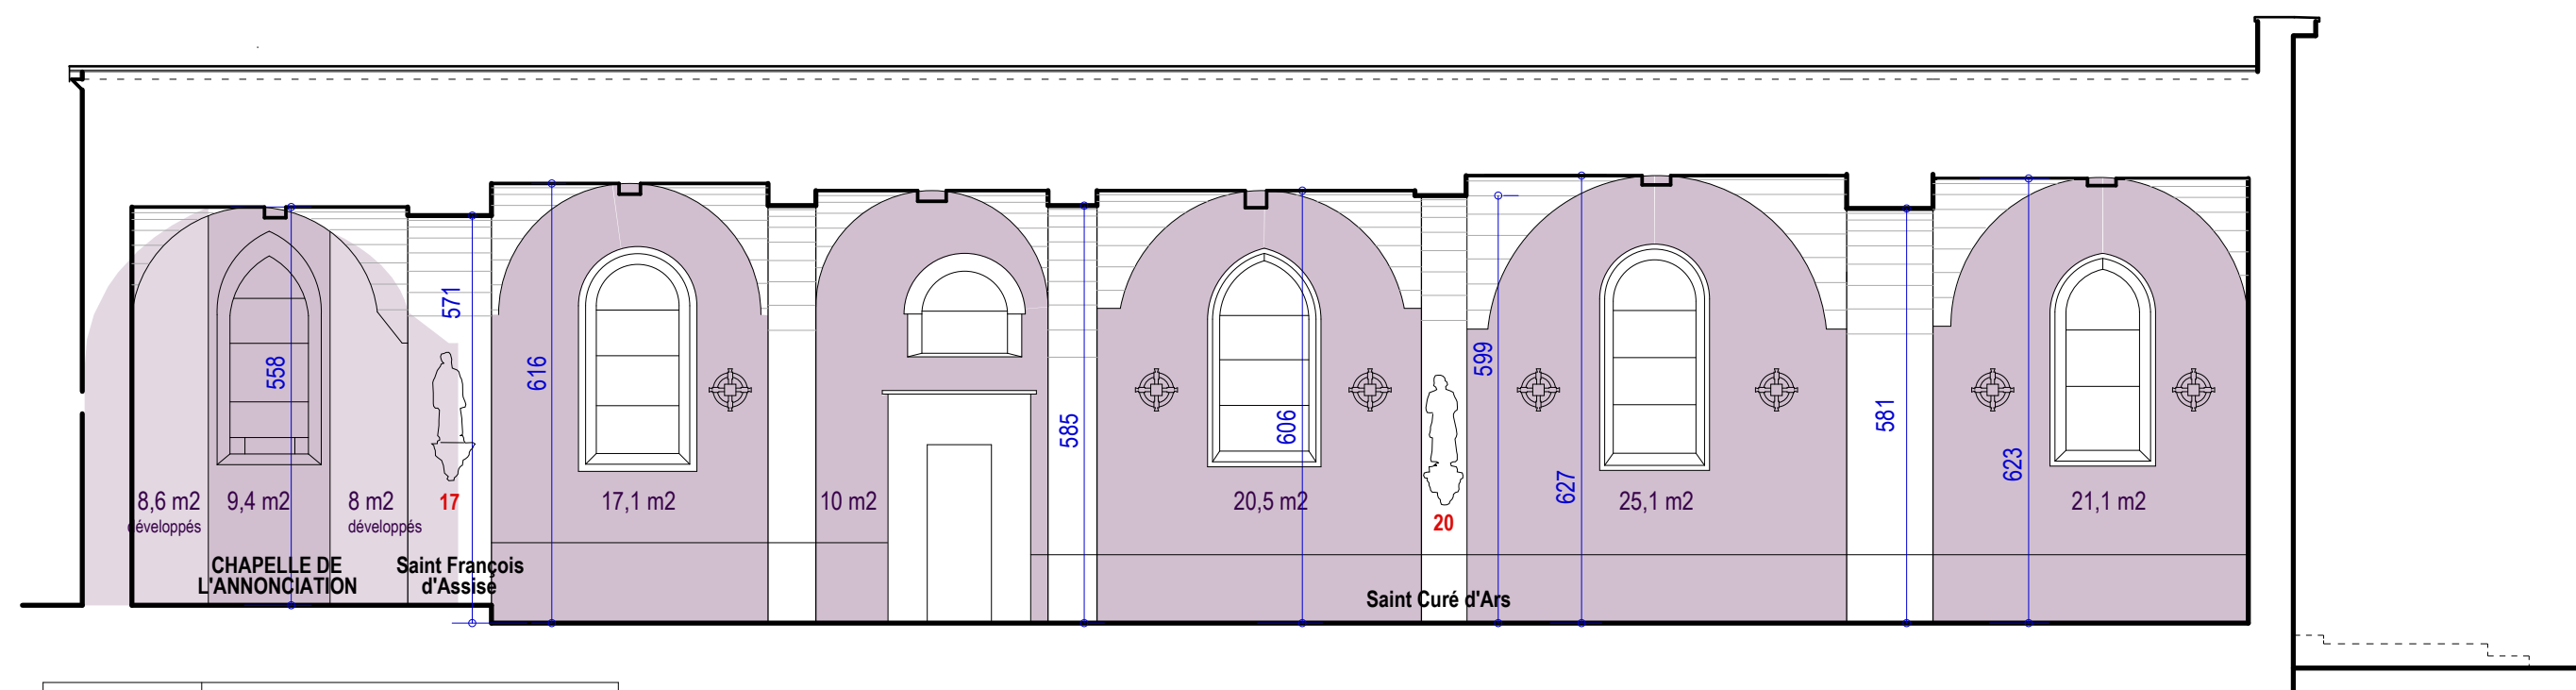 571
558
616
599
585
606
581
627
623
8,6 m2
développés
9,4 m2
8 m2
développés
17
17,1 m2
10 m2
20,5 m2
20
25,1 m2
21,1 m2
CHAPELLE DE
L'ANNONCIATION
Saint François
d'Assise
Saint Curé d'Ars